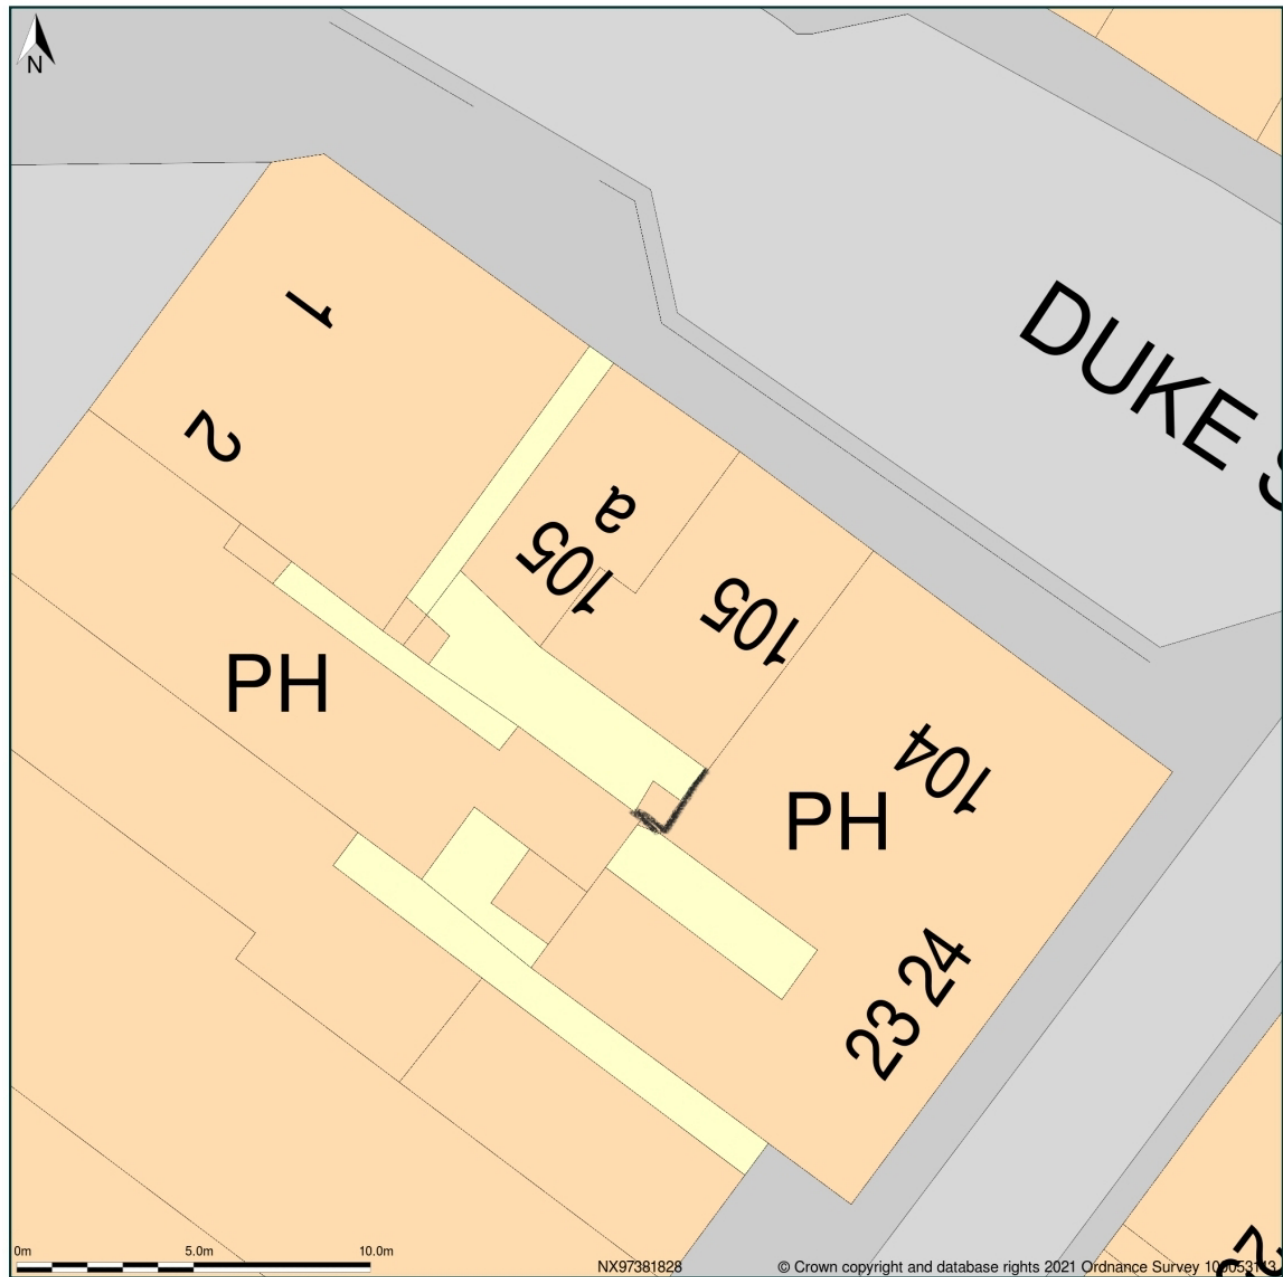 N
DUKE
1
2
a
105
105
PH
104
PH
23 24
0m 5.0m 10.0m
NX97381828
© Crown copyright and database rights 2021 Ordnance Survey